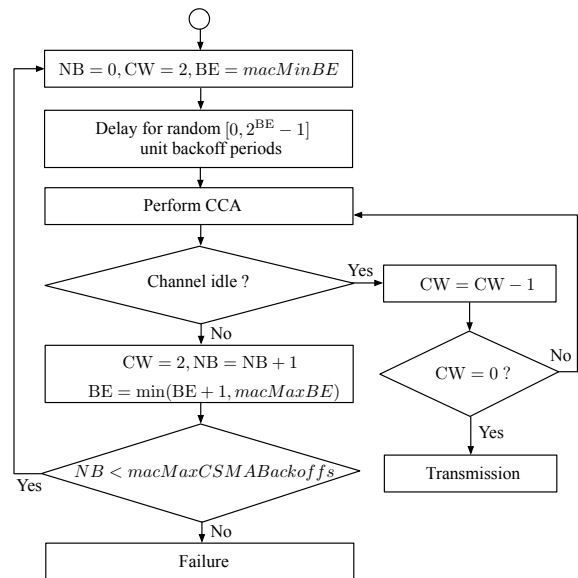 NB = 0, CW = 2, BE = macMinBE
Delay for random [0, 2^BE − 1]
unit backoff periods
Perform CCA
Channel idle ?
Yes
CW = CW − 1
No
CW = 2, NB = NB + 1
BE = min(BE + 1, macMaxBE)
CW = 0 ?
No
Yes
NB < macMaxCSMABackoffs
Yes
Transmission
No
Failure